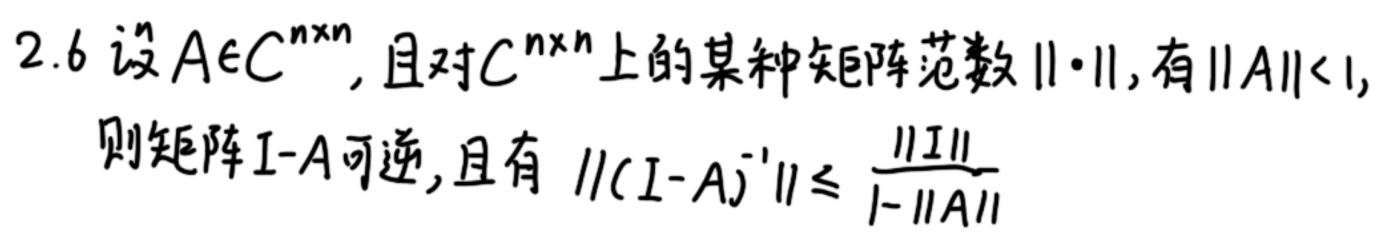 2.6 设A∈C^{n×n},且对C^{n×n}上的某种矩阵范数||·||,有||A||<1,
则矩阵I-A可逆,且有 ||(I-A)^{-1}|| ≤ \frac{||I||}{1-||A||}